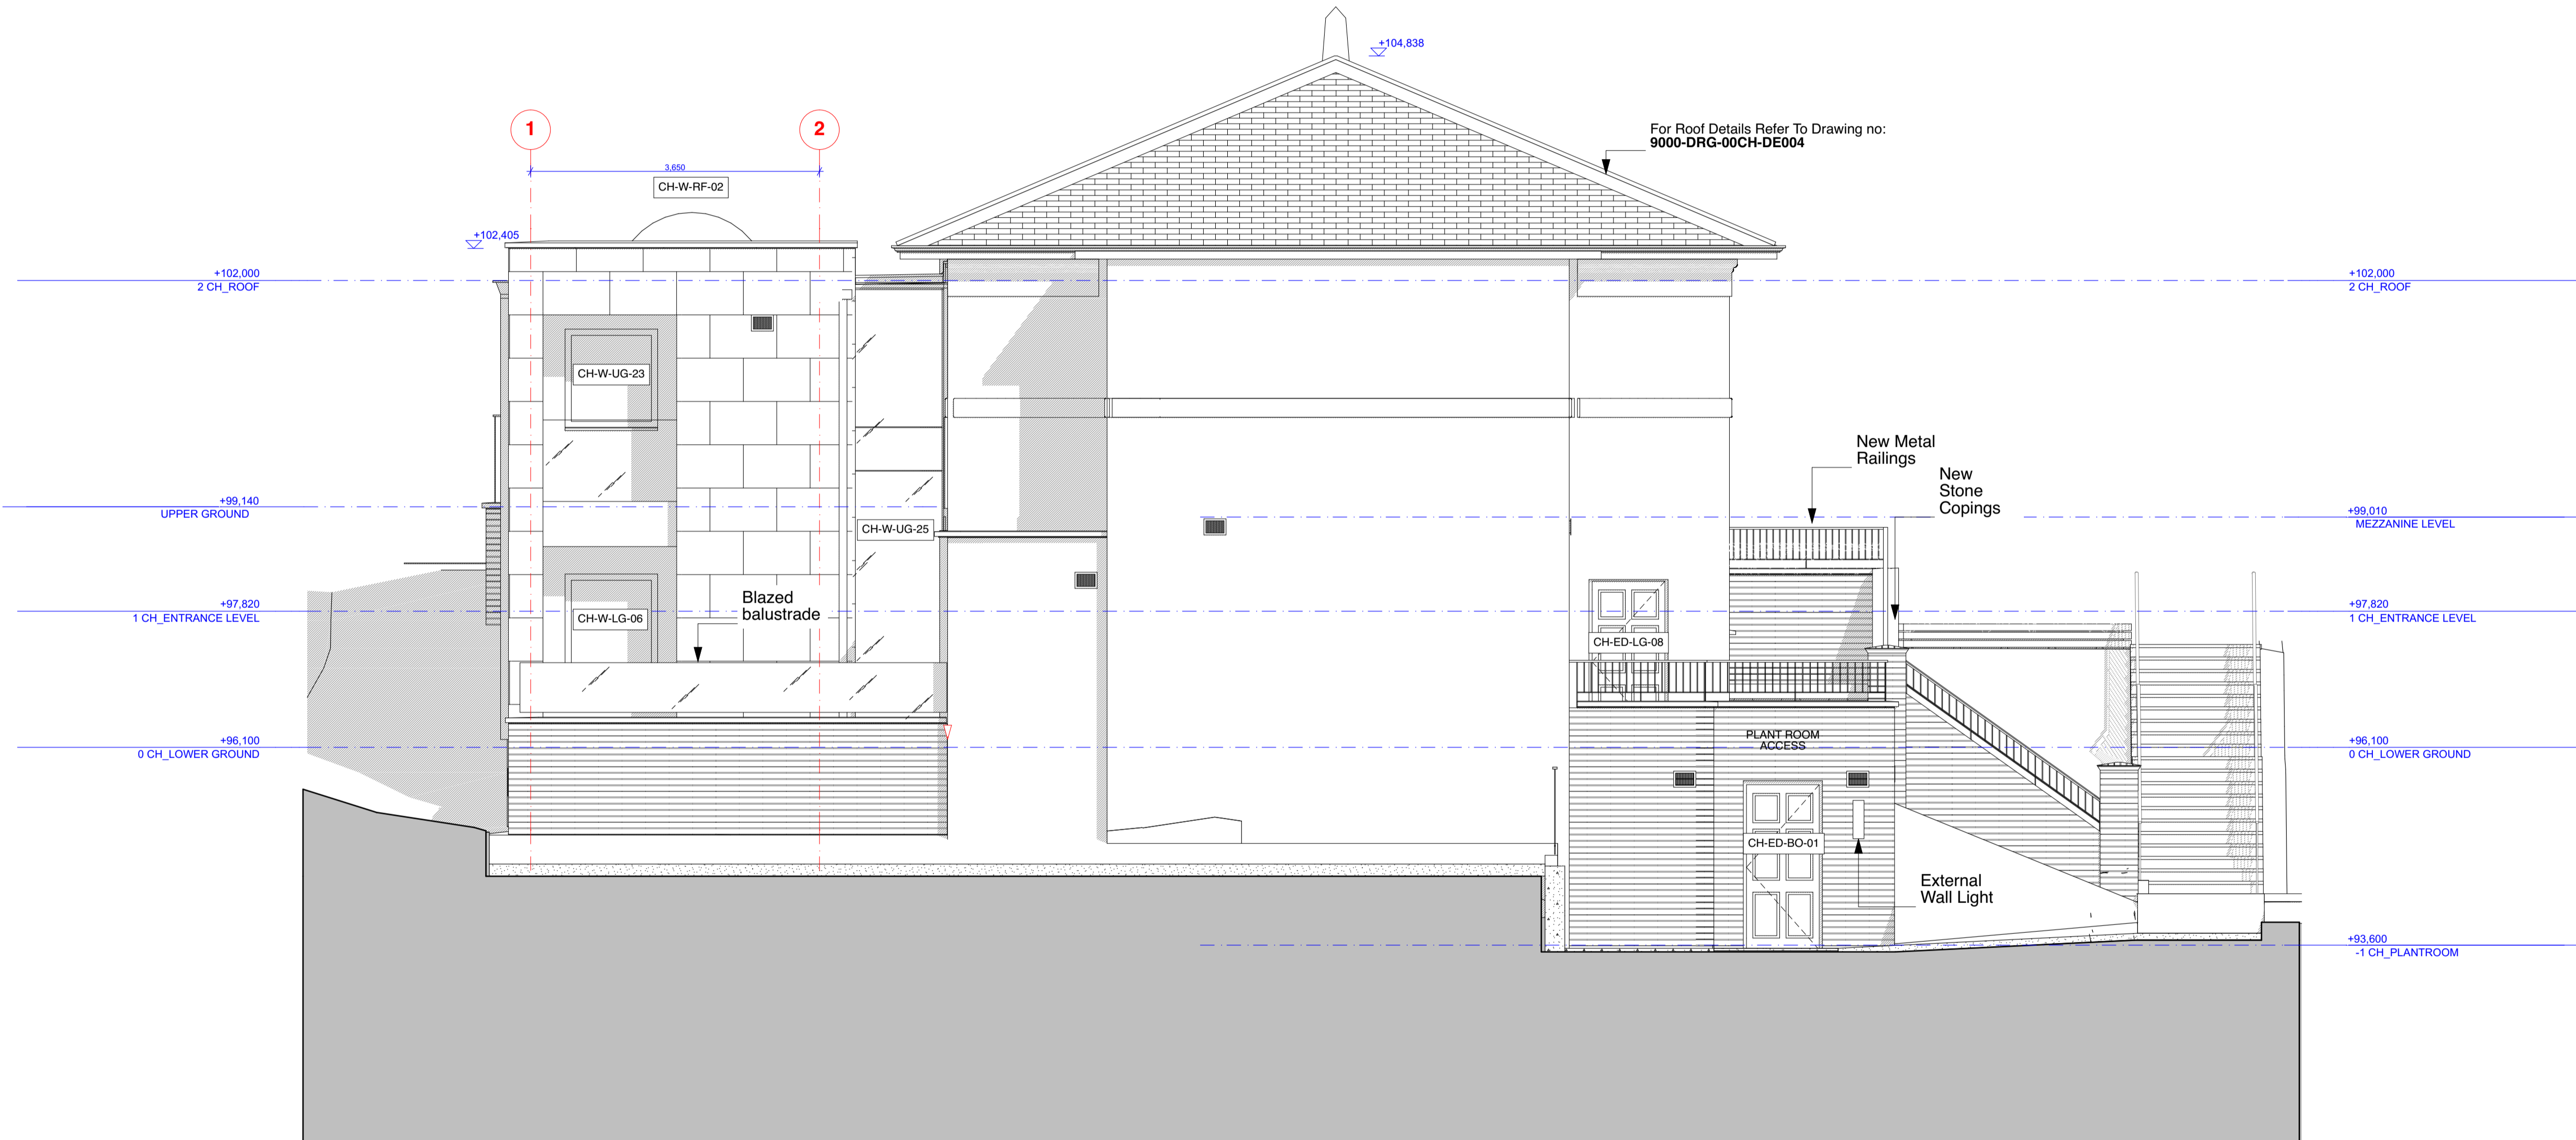 +104,838
1
2
For Roof Details Refer To Drawing no:
9000-DRG-00CH-DE004
3,650
CH-W-RF-02
+102,405
+102,000
2 CH_ROOF
+102,000
2 CH_ROOF
CH-W-UG-23
New Metal
Railings
New
Stone
Copings
+99,140
UPPER GROUND
CH-W-UG-25
+99,010
MEZZANINE LEVEL
+97,820
1 CH_ENTRANCE LEVEL
CH-W-LG-06
Blazed
balustrade
CH-ED-LG-08
+97,820
1 CH_ENTRANCE LEVEL
+96,100
0 CH_LOWER GROUND
PLANT ROOM
ACCESS
+96,100
0 CH_LOWER GROUND
CH-ED-BO-01
External
Wall Light
+93,600
-1 CH_PLANTROOM